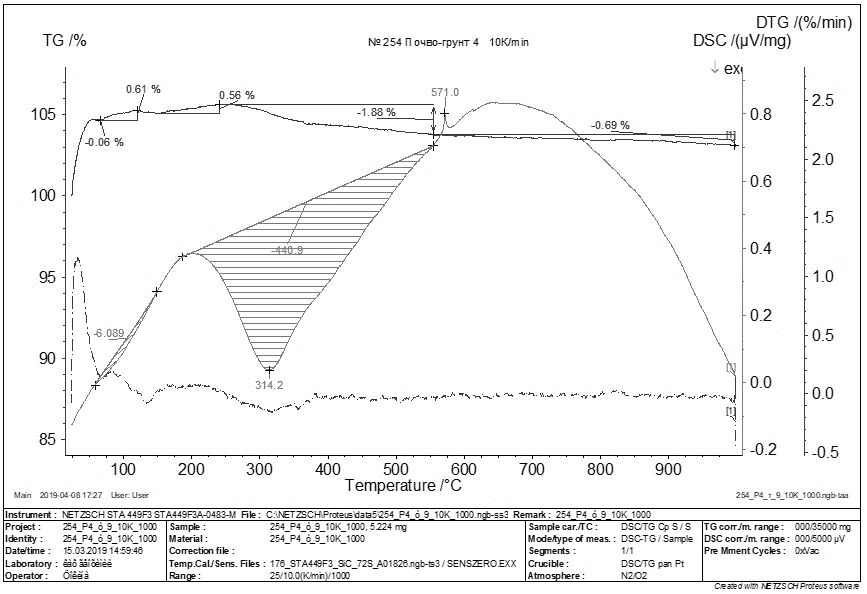 DTG /(%/min)
TG /%
№ 254 Почво-грунт 4 10K/min
DSC /(µV/mg)
↓ exo
105
100
95
90
85
0.61 %
0.56 %
-0.06 %
-1.88 %
571.0
-0.69 %
-440.9
-6.089
314.2
[1]
[1]
[1]
0.8
0.6
0.4
0.2
0.0
-0.2
2.5
2.0
1.5
1.0
0.5
0.0
-0.5
100 200 300 400 500 600 700 800 900
Temperature /°C
Main 2019-04-08 17:27 User: User
254_P4_т_9_10K_1000.ngb-taa
Instrument : NETZSCH STA 449F3 STA449F3A-0483-M File : C:\NETZSCH\Proteus\data5\254_P4_ò_9_10K_1000.ngb-ss3 Remark : 254_P4_ò_9_10K_1000
Project : 254_P4_ò_9_10K_1000 Sample : 254_P4_ò_9_10K_1000, 5.224 mg Sample car./TC : DSC/TG Cp S / S TG corr./m. range : 000/35000 mg
Identity : 254_P4_ò_9_10K_1000 Material : 254_P4_ò_9_10K_1000 Mode/type of meas. : DSC-TG / Sample DSC corr./m. range : 000/5000 µV
Date/time : 15.03.2019 14:59:46 Correction file : Segments : 1/1 Pre Mment Cycles : 0xVac
Laboratory : Temp.Cal./Sens. Files : 176_STA449F3_SiC_72S_A01826.ngb-ts3 / SENSZERO.EXX Crucible : DSC/TG pan Pt
Operator : Range : 25/10.0(K/min)/1000 Atmosphere : N2/O2
Created with NETZSCH Proteus software